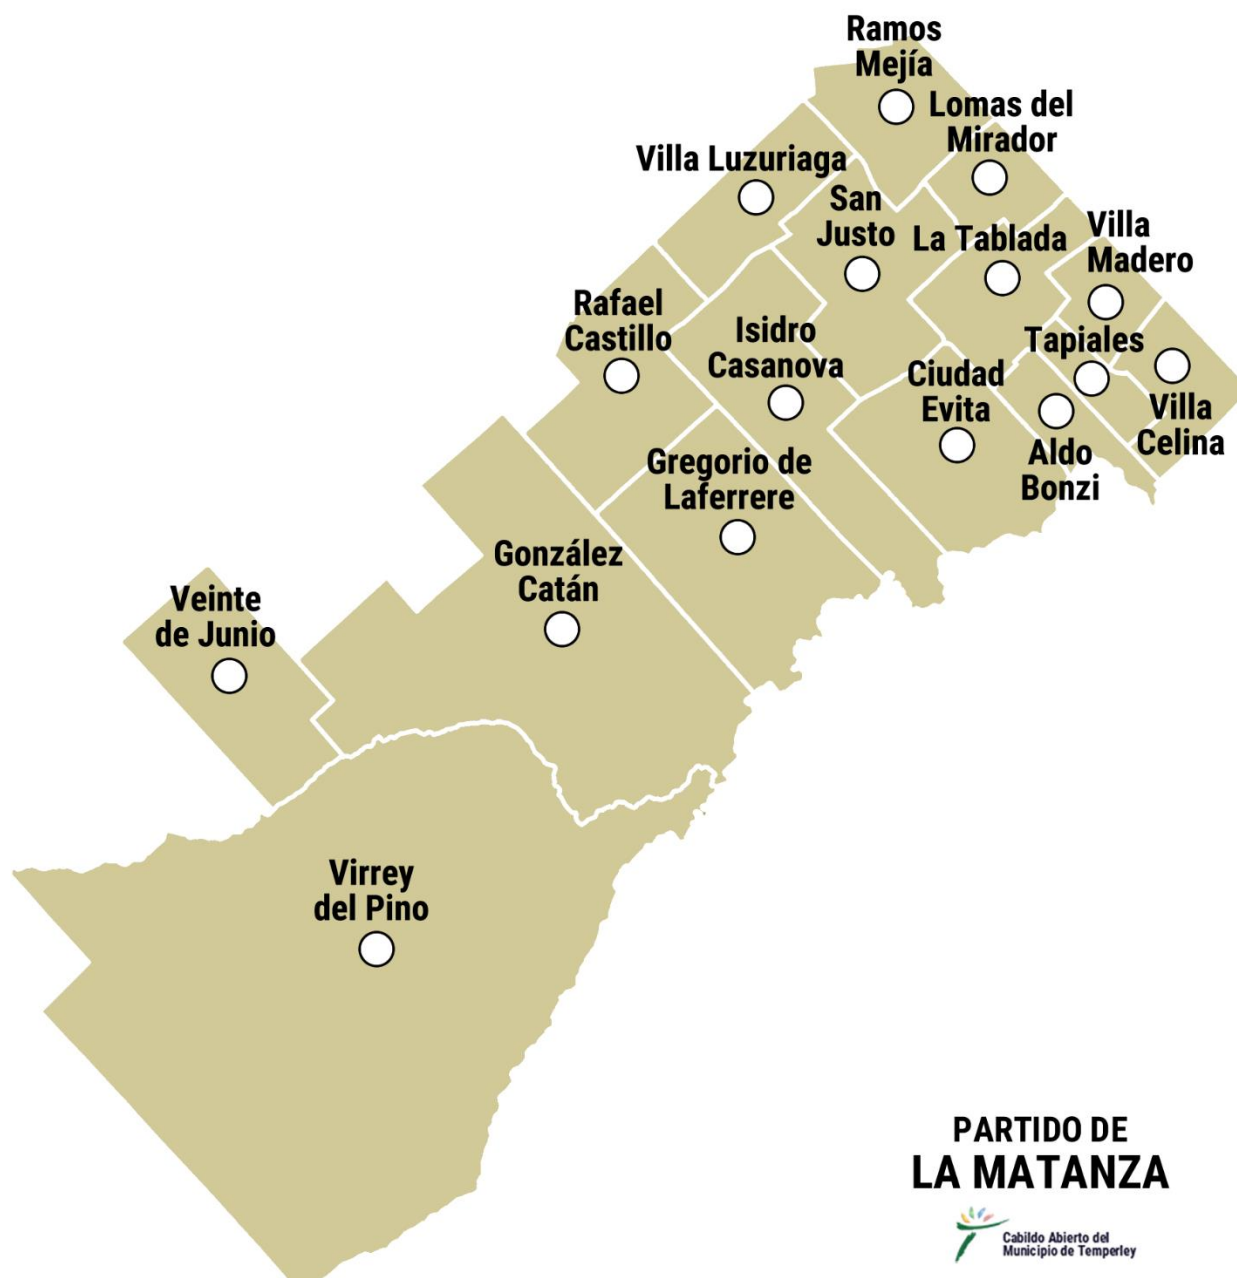 Ramos
Mejía
Lomas del
Mirador
Villa Luzuriaga
San
Justo
La Tablada
Villa
Madero
Rafael
Castillo
Isidro
Casanova
Tapiales
Ciudad
Evita
Villa
Celina
Aldo
Bonzi
Gregorio de
Laferrere
González
Catán
Veinte
de Junio
Virrey
del Pino
PARTIDO DE
LA MATANZA
Cabildo Abierto del
Municipio de Temperley